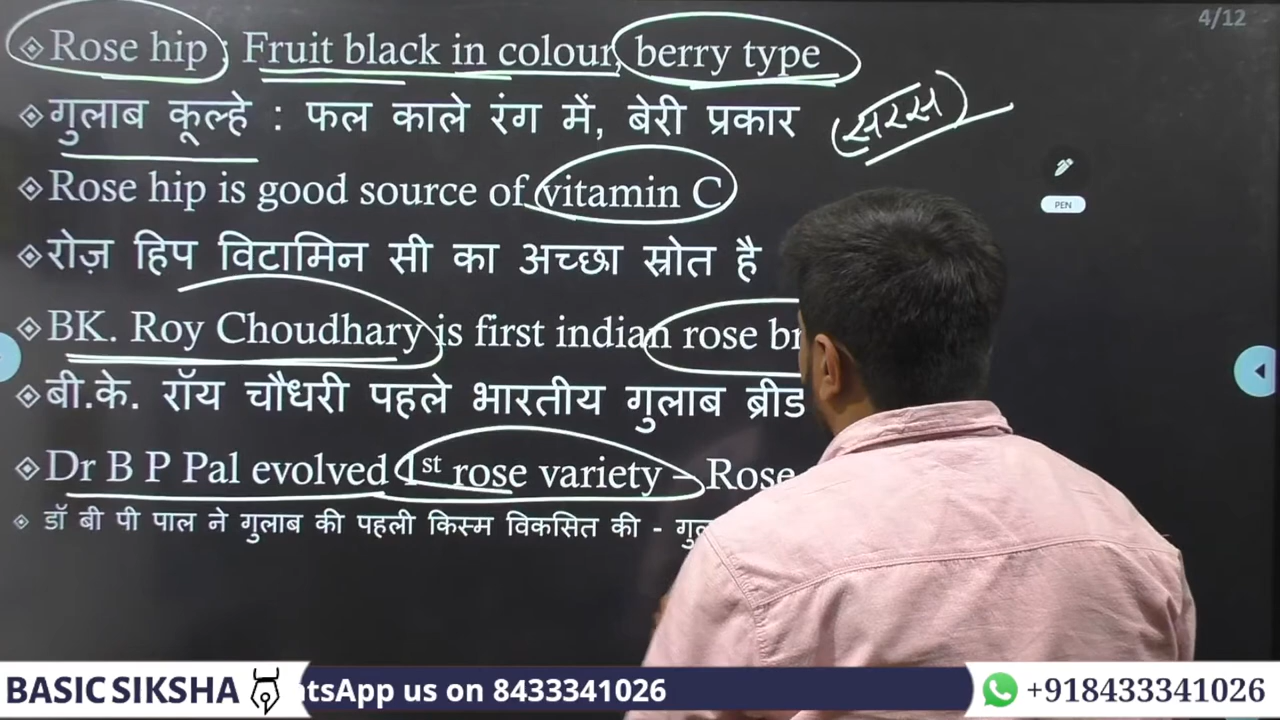 4/12
◈ Rose hip : Fruit black in colour, berry type
◈ गुलाब कूल्हे : फल काले रंग में, बेरी प्रकार
(सरस)
◈ Rose hip is good source of vitamin C
PEN
◈ रोज़ हिप विटामिन सी का अच्छा स्रोत है
◈ BK. Roy Choudhary is first indian rose
◈ बी.के. रॉय चौधरी पहले भारतीय गुलाब ब्रीड
◈ Dr B P Pal evolved 1st rose variety – Rose
◈ डॉ बी पी पाल ने गुलाब की पहली किस्म विकसित की -
BASIC SIKSHA
us on 8433341026
+918433341026